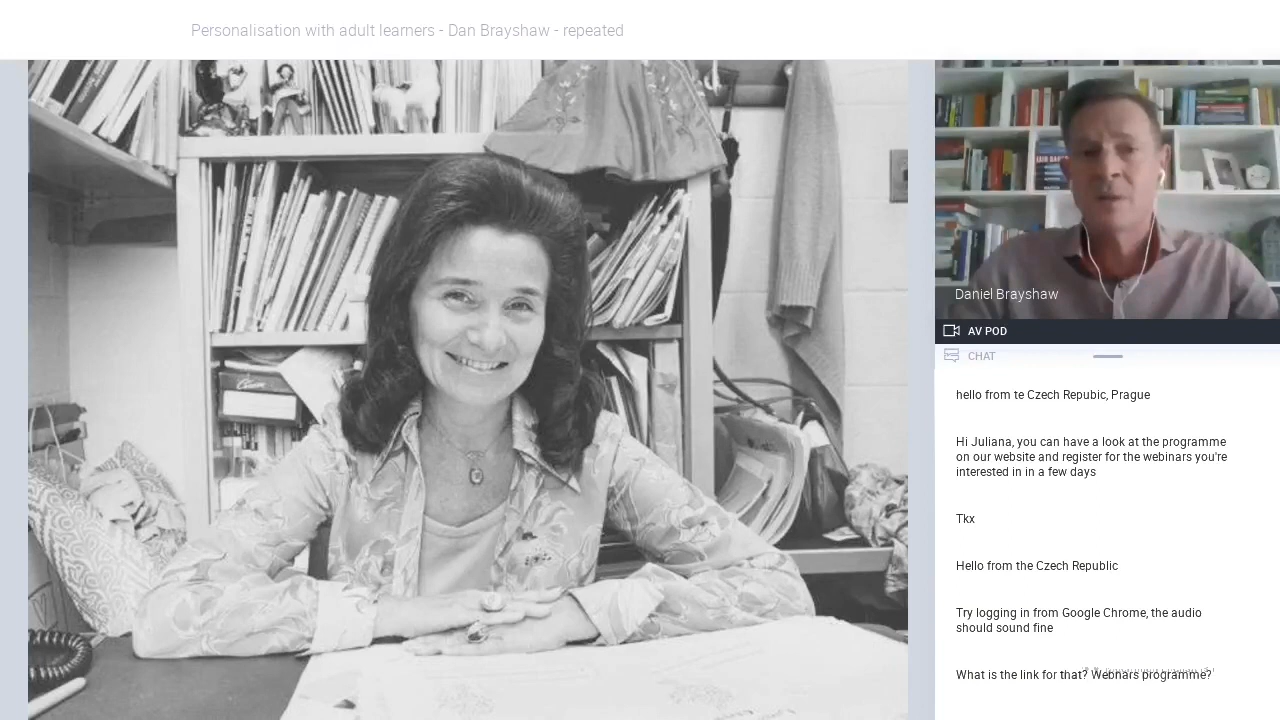 Personalisation with adult learners - Dan Brayshaw - repeated
Daniel Brayshaw
AV POD
CHAT
hello from te Czech Repubic, Prague
Hi Juliana, you can have a look at the programme
on our website and register for the webinars you're
interested in in a few days
Tkx
Hello from the Czech Republic
Try logging in from Google Chrome, the audio
should sound fine
What is the link for that? Webnars programme?